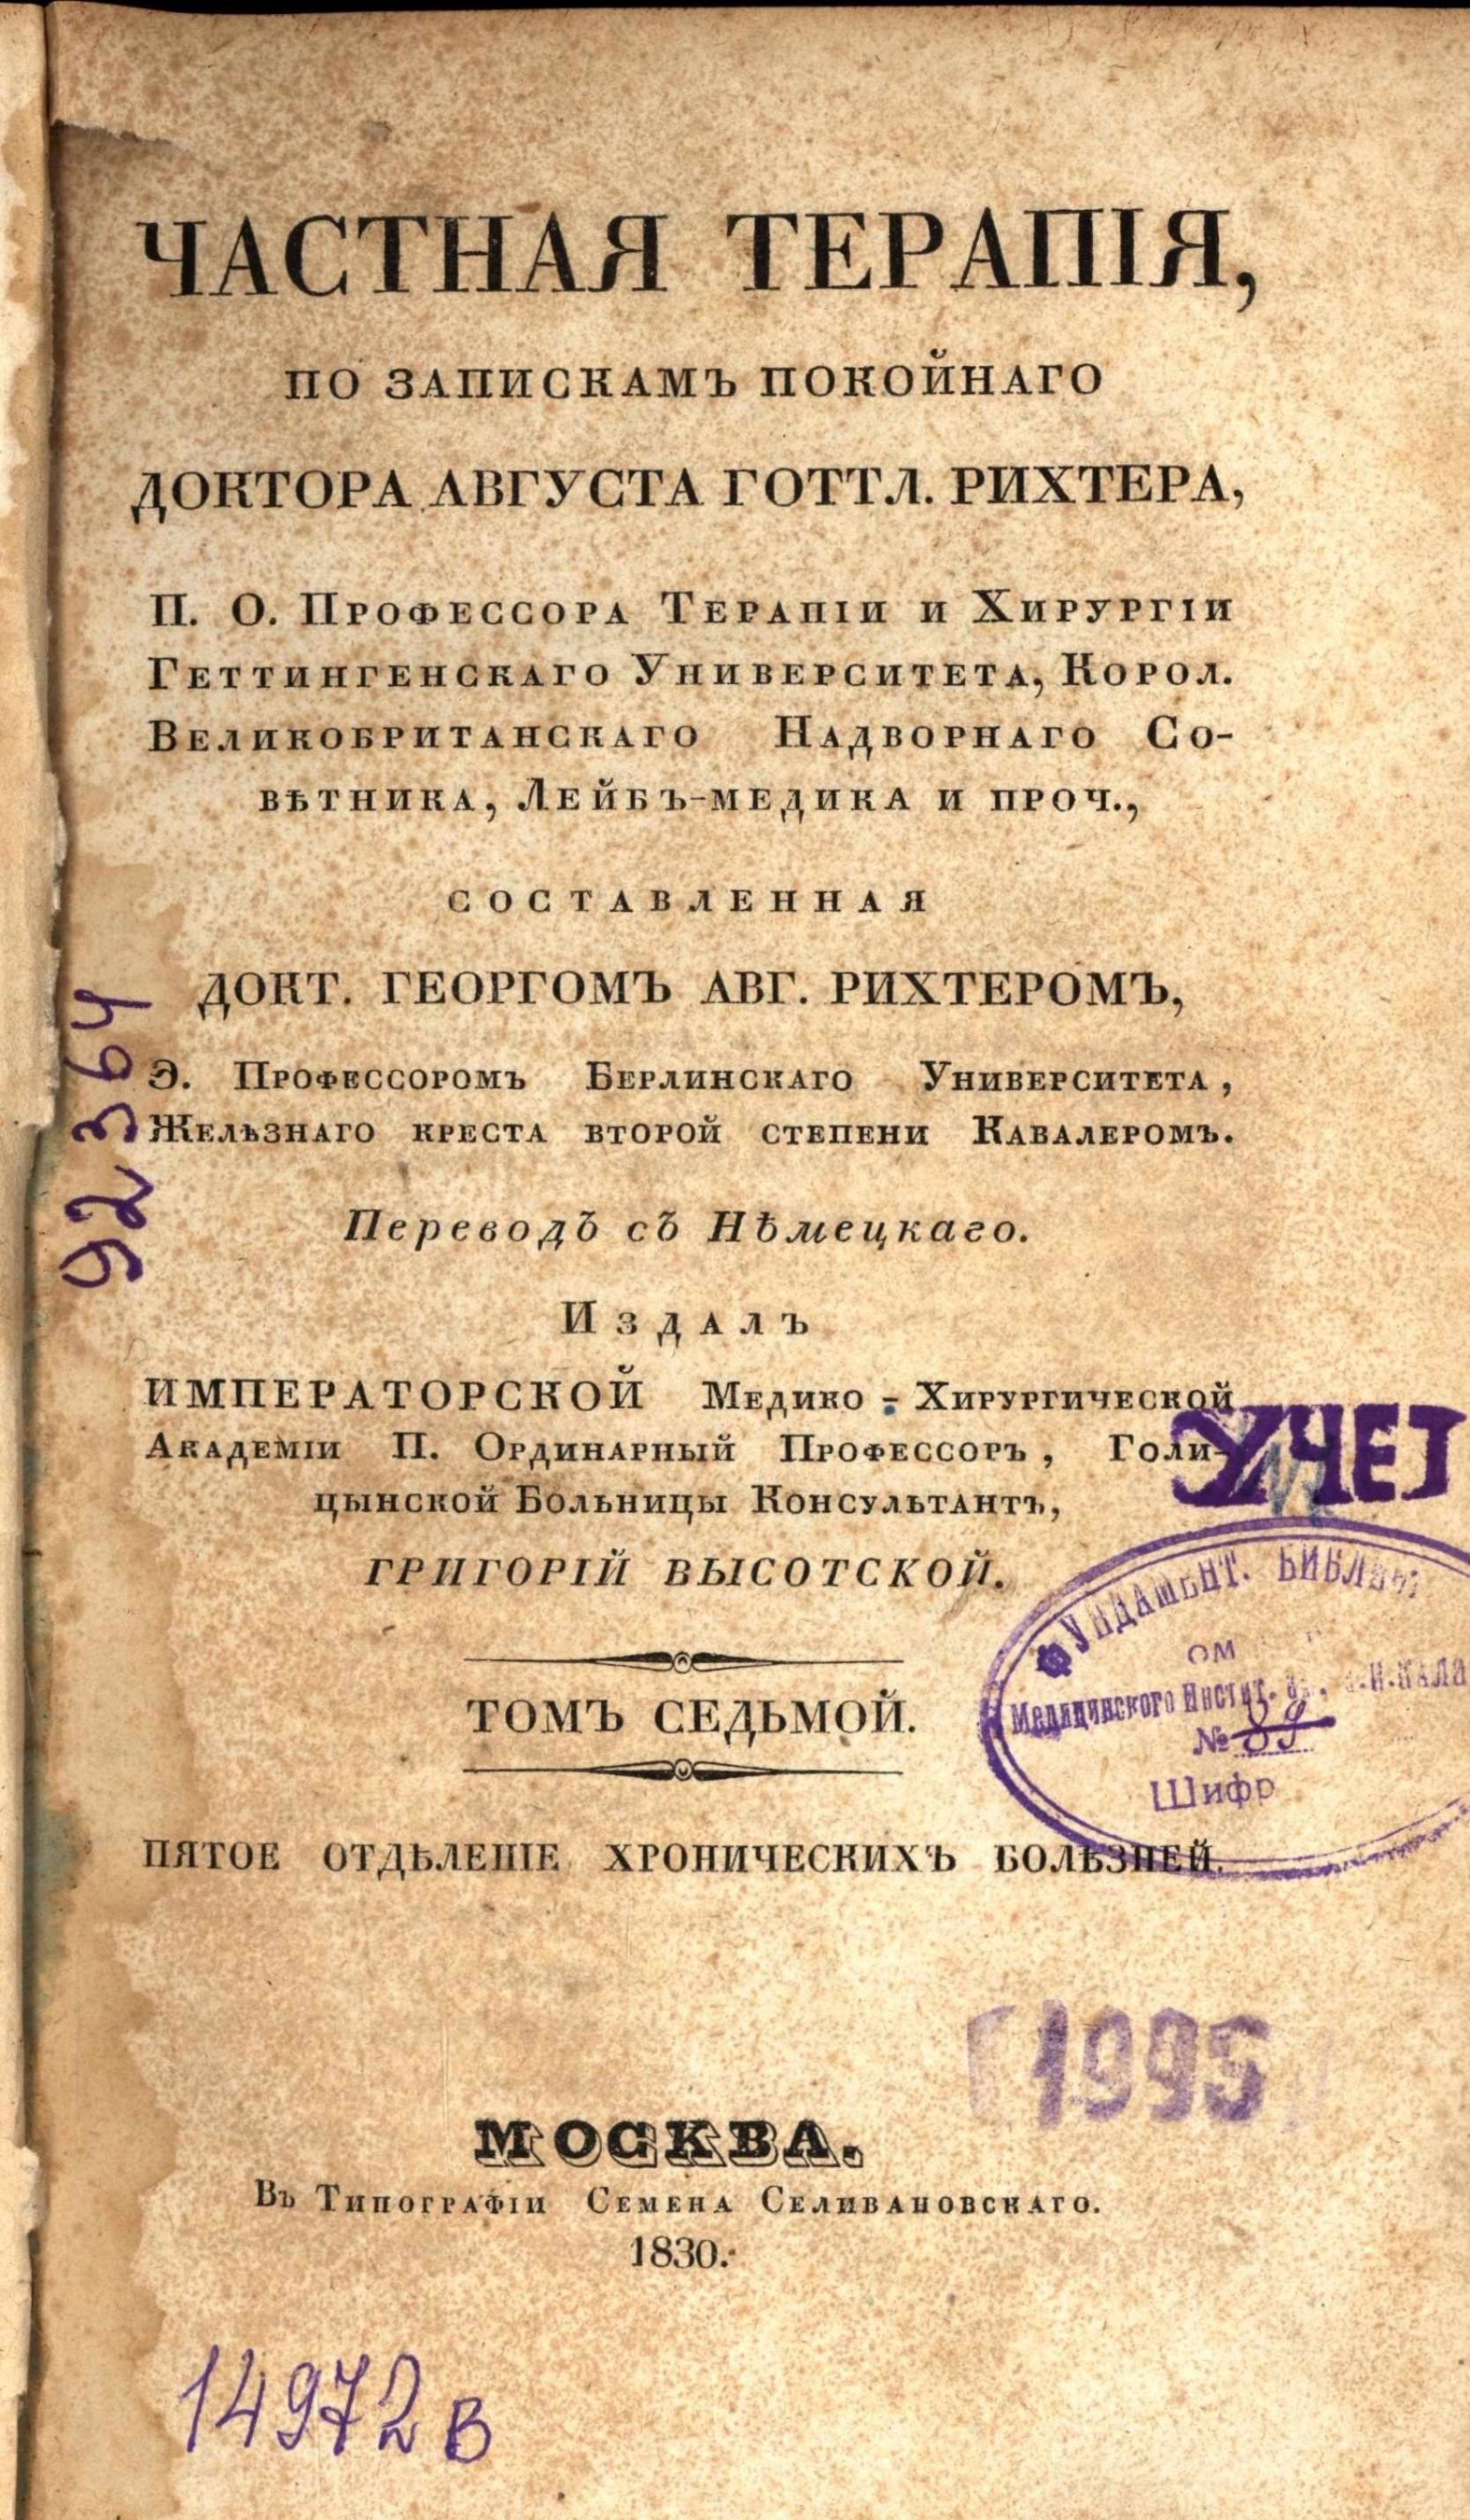 ЧАСТНАЯ ТЕРАПІЯ,
ПО ЗАПИСКАМЪ ПОКОЙНАГО
ДОКТОРА АВГУСТА ГОТТЛ. РИХТЕРА,
П. О. Профессора Терапіи и Хирургіи
Геттингенскаго Университета, Корол.
Великобританскаго Надворнаго Со-
вѣтника, Лейбъ-медика и проч.,
составленная
ДОКТ. ГЕОРГОМЪ АВГ. РИХТЕРОМЪ,
Э. Профессоромъ Берлинскаго Университета,
Желѣзнаго креста второй степени Кавалеромъ.
Переводъ съ Нѣмецкаго.
Издалъ
ИМПЕРАТОРСКОЙ Медико-Хирургической
Академіи П. Ординарный Профессоръ, Голи-
цынской Больницы Консультантъ,
ГРИГОРІЙ ВЫСОТСКОЙ.
ТОМЪ СЕДЬМОЙ.
ПЯТОЕ ОТДѢЛЕНІЕ ХРОНИЧЕСКИХЪ БОЛѢЗНЕЙ.
МОСКВА.
Въ Типографіи Семена Селивановскаго.
1830.
92364
УЧЕТ
ФУНДАМЕНТ.
Медицинского Инстит.
№ 89
Шифр
1995
14972в